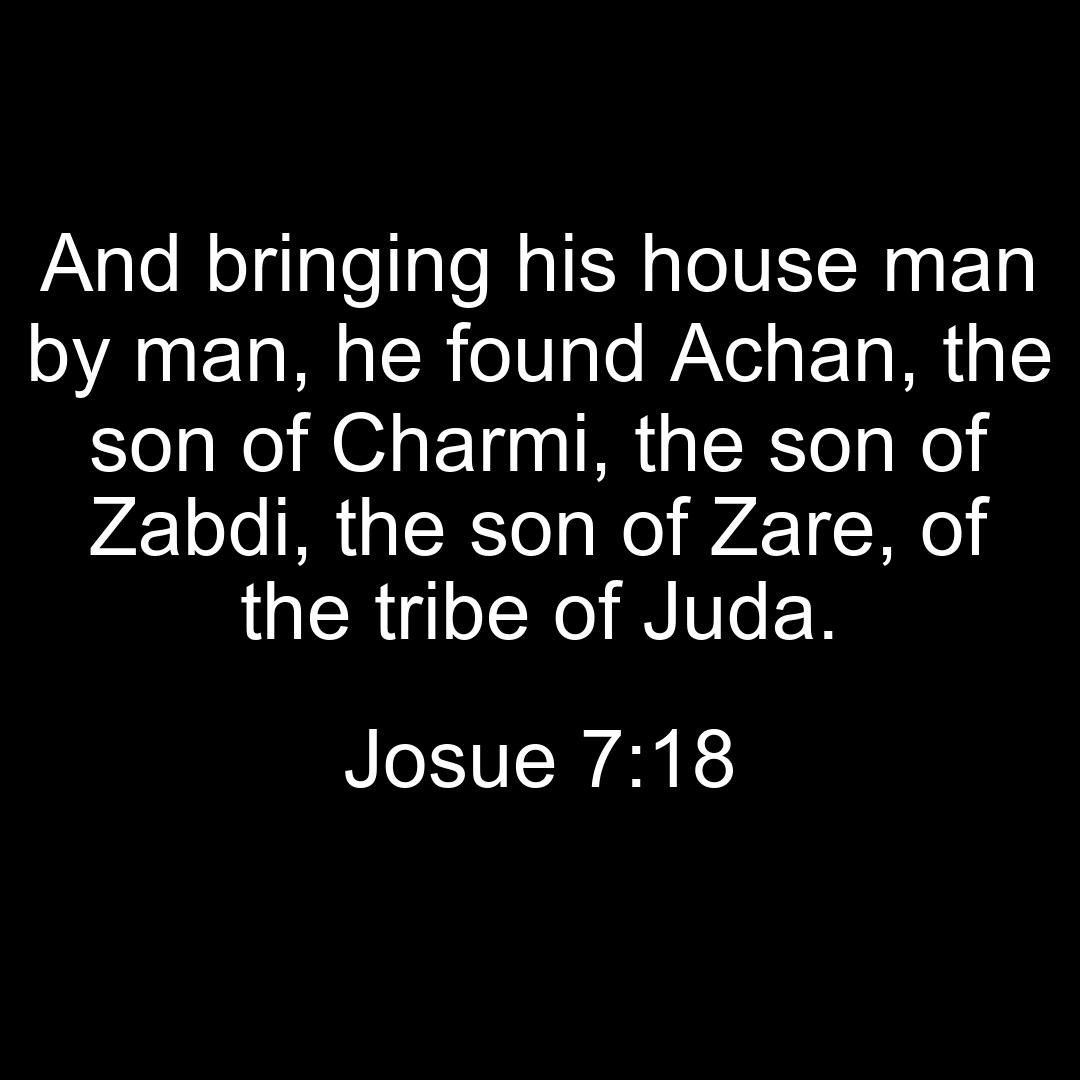 And bringing his house man
by man, he found Achan, the
son of Charmi, the son of
Zabdi, the son of Zare, of
the tribe of Juda.
Josue 7:18